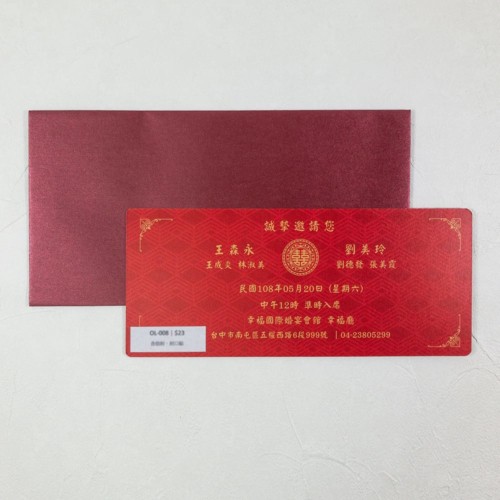 誠摯邀請您
王森永 劉美玲
王成炎 林淑美 劉德發 張美霞
民國108年05月20日 (星期六)
中午12時 準時入席
幸福國際婚宴會館 幸福廳
台中市南屯區五權西路6段999號 | 04-23805299
OL-008 | $23